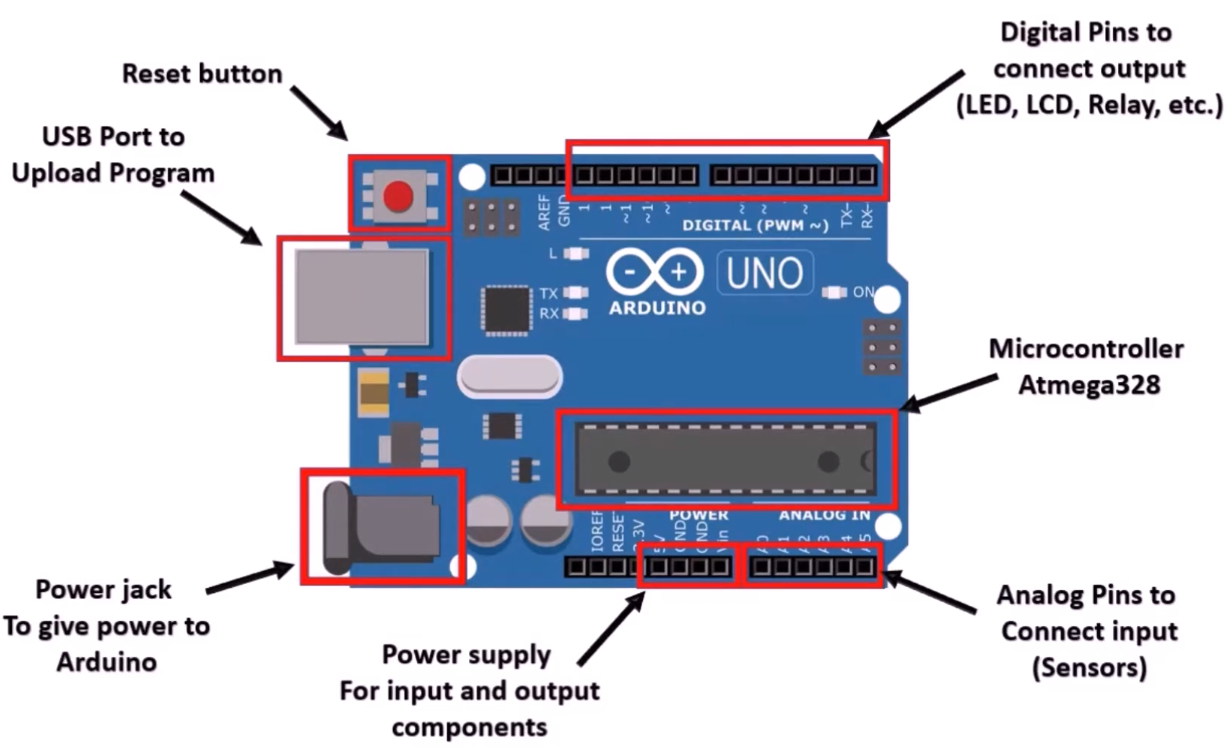 Digital Pins to
connect output
(LED, LCD, Relay, etc.)
Reset button
USB Port to
Upload Program
AREF
GND
TX
RX
DIGITAL (PWM ~)
L
TX
RX
ARDUINO
UNO
ON
Microcontroller
Atmega328
POWER
ANALOG IN
IOREF
RESET
3.3V
5V
GND
GND
Vin
A0
A1
A2
A3
A4
A5
Power jack
To give power to
Arduino
Power supply
For input and output
components
Analog Pins to
Connect input
(Sensors)